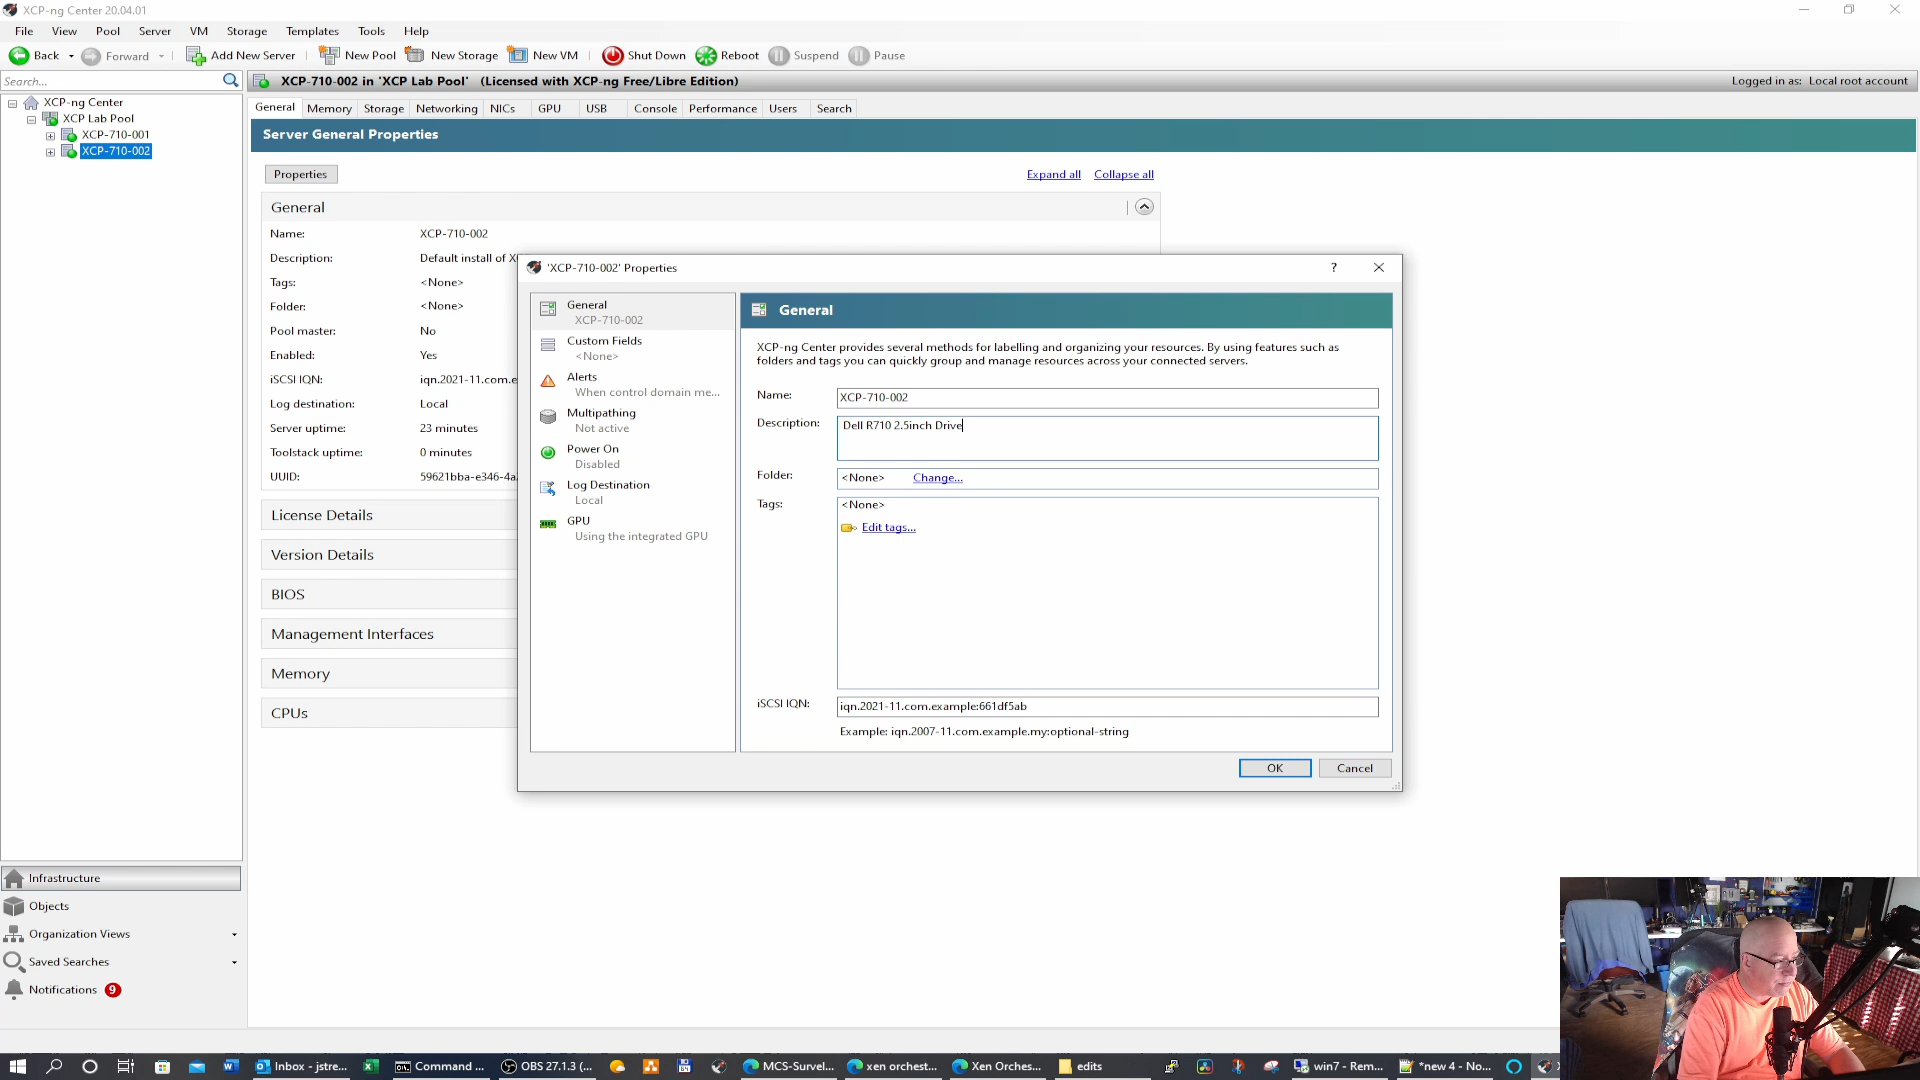 XCP-ng Center 20.04.01
File View Pool Server VM Storage Templates Tools Help
Back Forward Add New Server New Pool New Storage New VM Shut Down Reboot Suspend Pause
Search...
XCP-710-002 in 'XCP Lab Pool' (Licensed with XCP-ng Free/Libre Edition)
Logged in as: Local root account
XCP-ng Center
XCP Lab Pool
XCP-710-001
XCP-710-002
General Memory Storage Networking NICs GPU USB Console Performance Users Search
Server General Properties
Properties
Expand all Collapse all
General
Name: XCP-710-002
Description: Default install of X
Tags: <None>
Folder: <None>
Pool master: No
Enabled: Yes
iSCSI IQN: iqn.2021-11.com.e
Log destination: Local
Server uptime: 23 minutes
Toolstack uptime: 0 minutes
UUID: 59621bba-e346-4a
License Details
Version Details
BIOS
Management Interfaces
Memory
CPUs
'XCP-710-002' Properties
?
General
XCP-710-002
Custom Fields
<None>
Alerts
When control domain me...
Multipathing
Not active
Power On
Disabled
Log Destination
Local
GPU
Using the integrated GPU
General
XCP-ng Center provides several methods for labelling and organizing your resources. By using features such as
folders and tags you can quickly group and manage resources across your connected servers.
Name: XCP-710-002
Description: Dell R710 2.5inch Drive
Folder: <None> Change...
Tags: <None>
Edit tags...
iSCSI IQN: iqn.2021-11.com.example:661df5ab
Example: iqn.2007-11.com.example.my:optional-string
OK Cancel
Infrastructure
Objects
Organization Views
Saved Searches
Notifications 9
Inbox - jstre... Command ... OBS 27.1.3 (... MCS-Survel... xen orchest... Xen Orches... edits win7 - Rem... *new 4 - No...